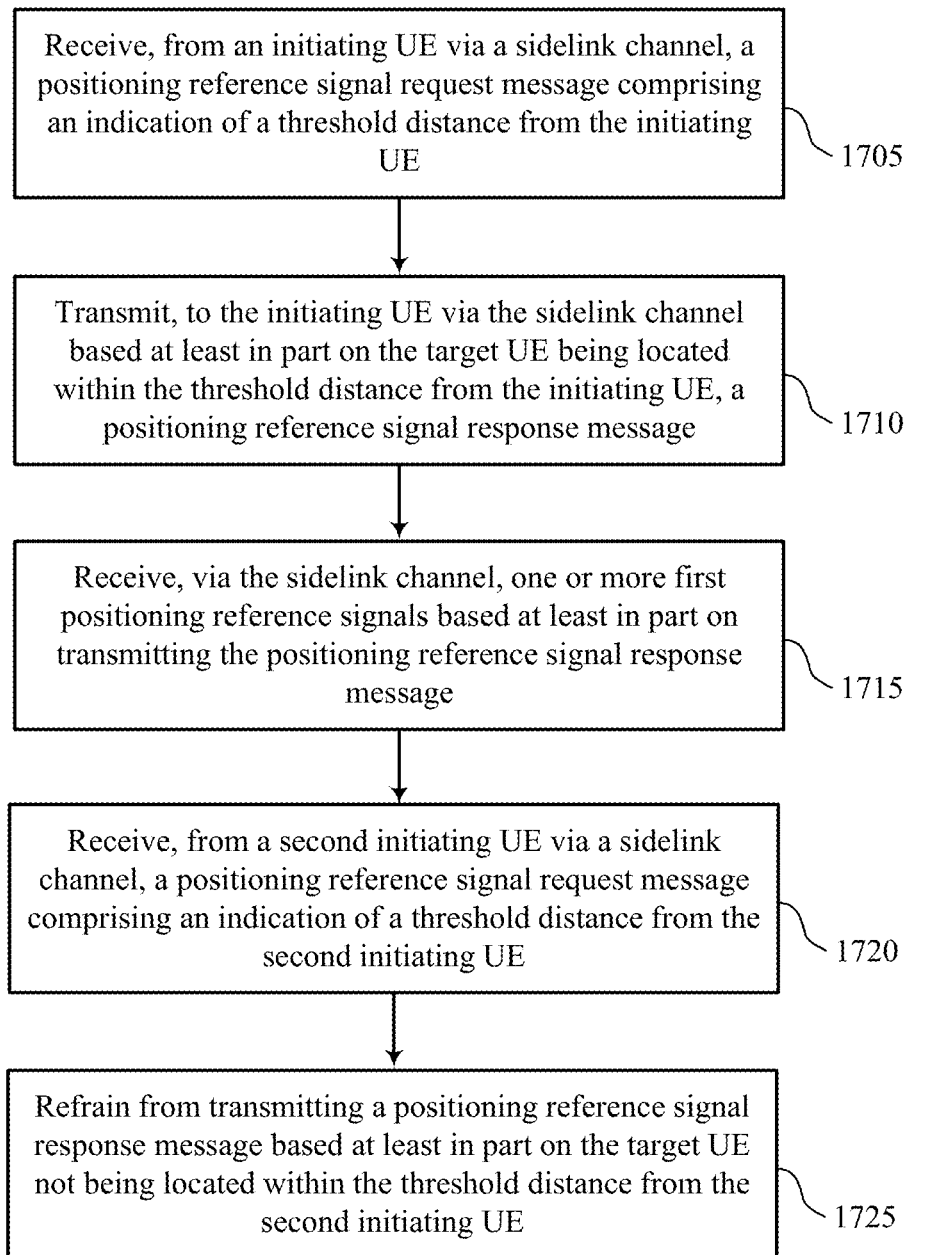 Receive, from an initiating UE via a sidelink channel, a
positioning reference signal request message comprising
an indication of a threshold distance from the initiating
UE
1705
Transmit, to the initiating UE via the sidelink channel
based at least in part on the target UE being located
within the threshold distance from the initiating UE, a
positioning reference signal response message
1710
Receive, via the sidelink channel, one or more first
positioning reference signals based at least in part on
transmitting the positioning reference signal response
message
1715
Receive, from a second initiating UE via a sidelink
channel, a positioning reference signal request message
comprising an indication of a threshold distance from the
second initiating UE
1720
Refrain from transmitting a positioning reference signal
response message based at least in part on the target UE
not being located within the threshold distance from the
second initiating UE
1725